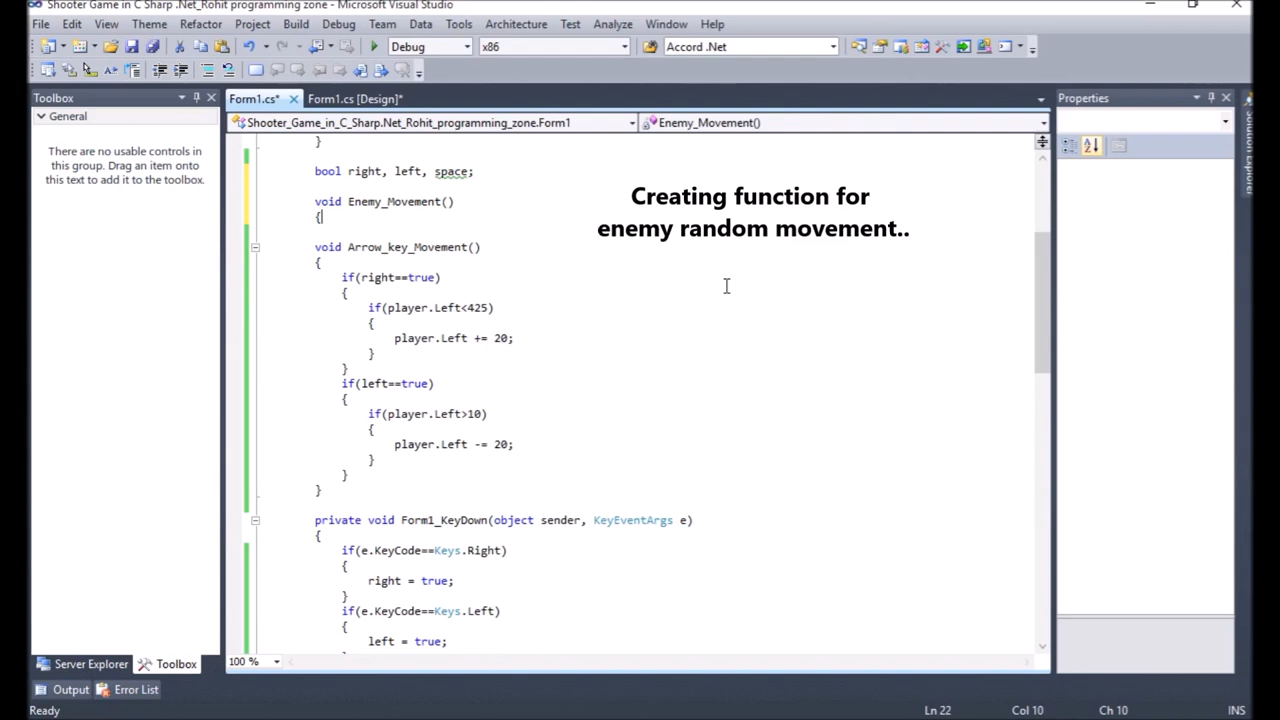 Shooter Game in C Sharp .Net_Rohit programming zone - Microsoft Visual Studio
File Edit View Theme Refactor Project Build Debug Team Data Tools Architecture Test Analyze Window Help
Debug x86 Accord .Net
Toolbox
General
There are no usable controls in
this group. Drag an item onto
this text to add it to the toolbox.
Server Explorer Toolbox
Form1.cs* Form1.cs [Design]*
Shooter_Game_in_C_Sharp.Net_Rohit_programming_zone.Form1 Enemy_Movement()
}
bool right, left, space;
void Enemy_Movement()
{
void Arrow_key_Movement()
{
if(right==true)
{
if(player.Left<425)
{
player.Left += 20;
}
}
if(left==true)
{
if(player.Left>10)
{
player.Left -= 20;
}
}
}
private void Form1_KeyDown(object sender, KeyEventArgs e)
{
if(e.KeyCode==Keys.Right)
{
right = true;
}
if(e.KeyCode==Keys.Left)
{
left = true;
100 %
Creating function for
enemy random movement..
Properties
Solution Explorer
Output Error List
Ready Ln 22 Col 10 Ch 10 INS